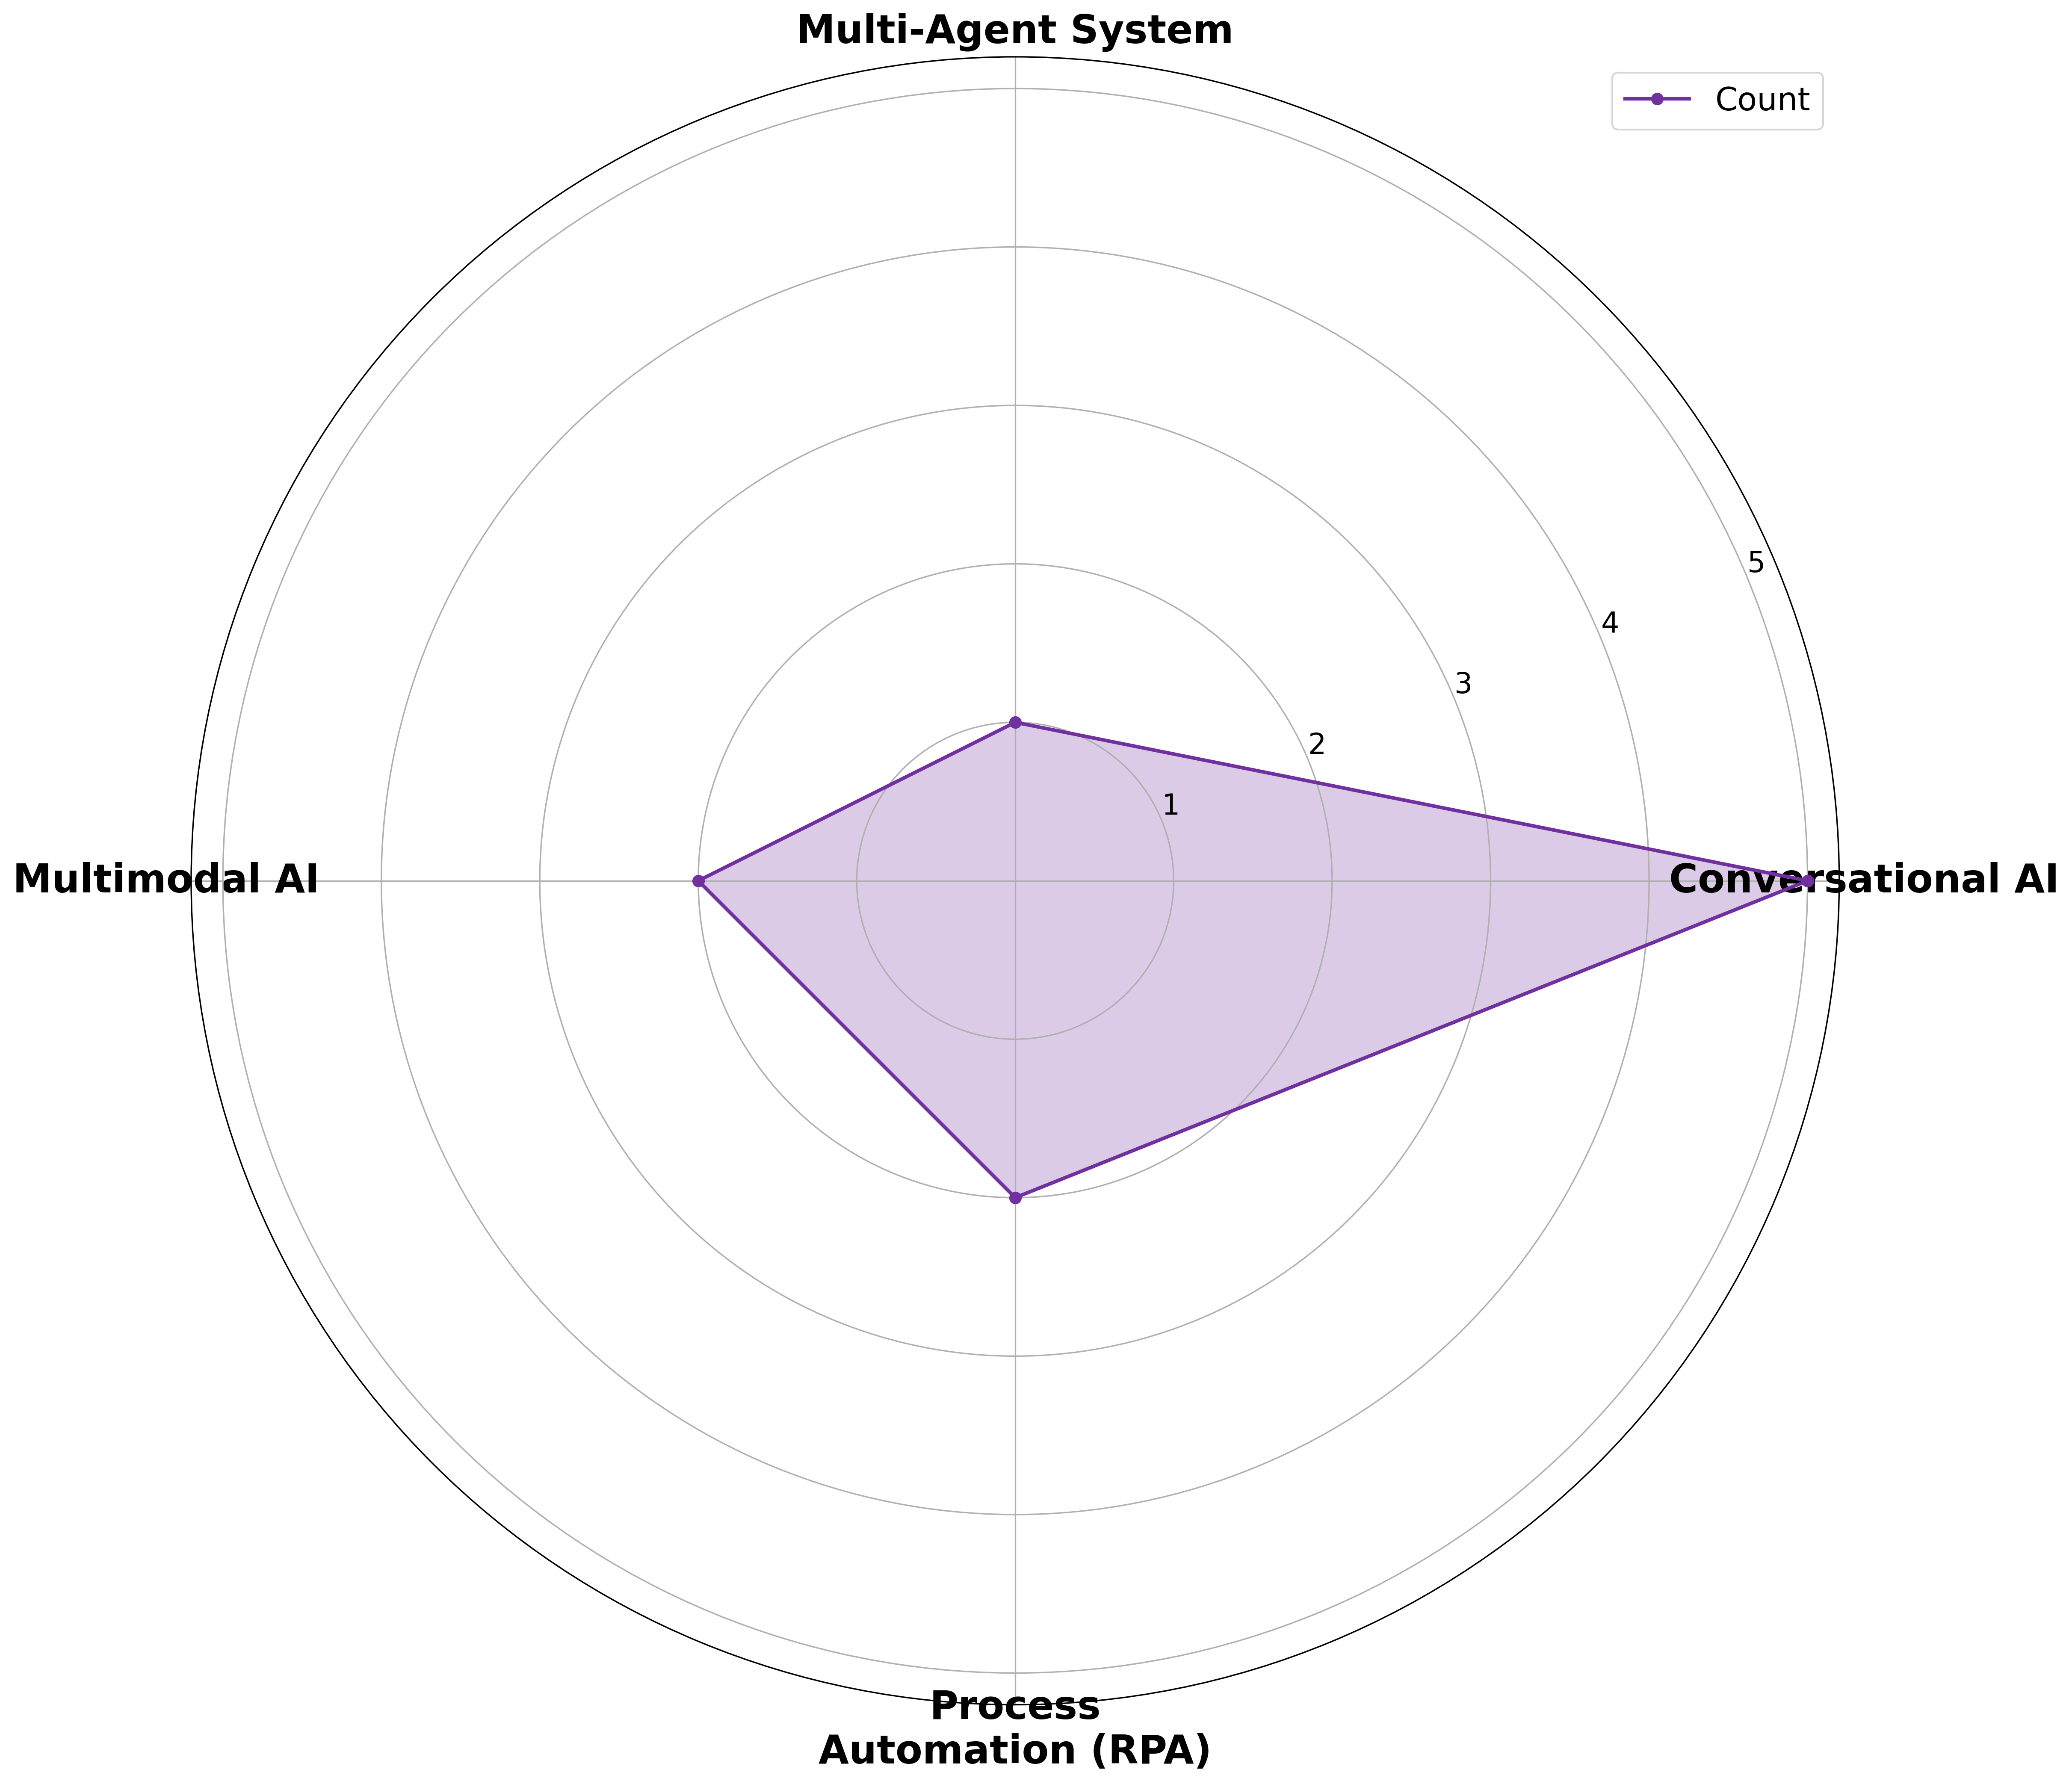 Multi-Agent System
Count
5
4
3
2
1
Multimodal AI
Conversational AI
Process
Automation (RPA)